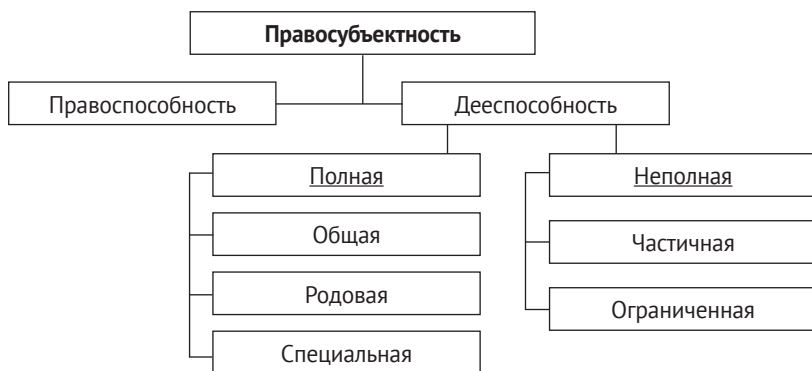 Правосубъектность
Правоспособность
Дееспособность
Полная
Неполная
Общая
Частичная
Родовая
Ограниченная
Специальная